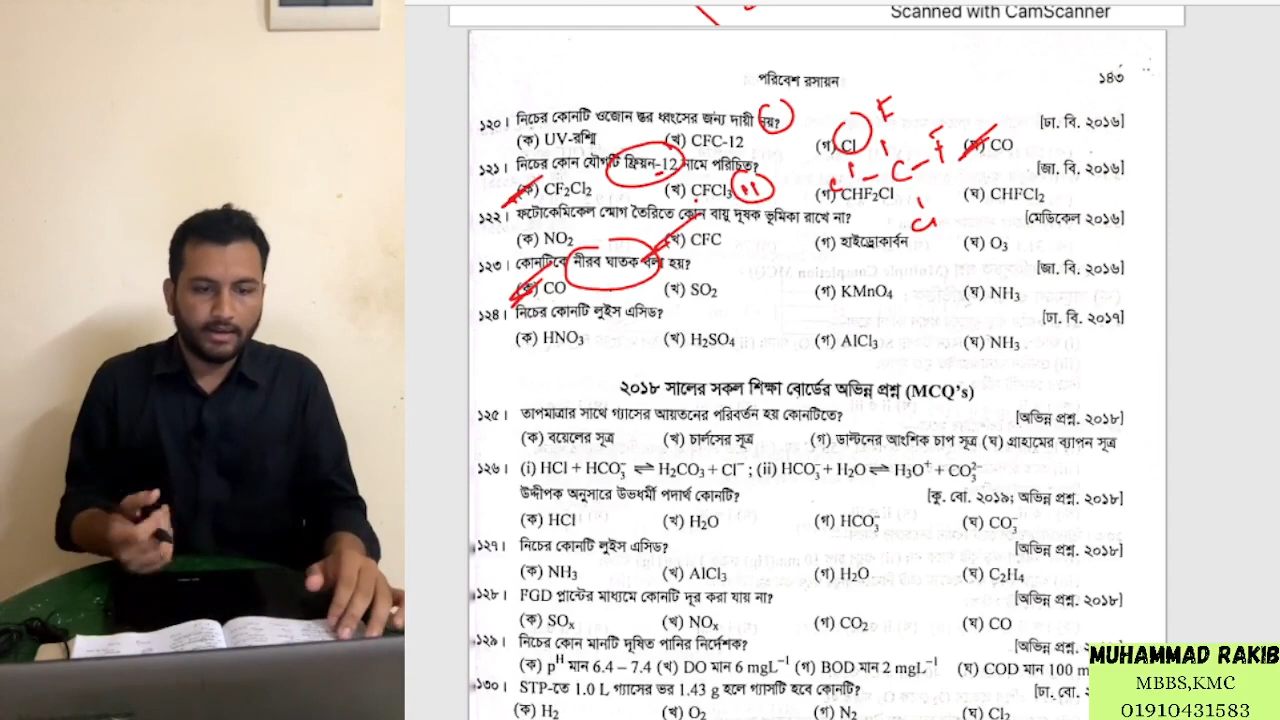 Scanned with CamScanner
পরিবেশ রসায়ন ১৪৩
১২০। নিচের কোনটি ওজোন স্তর ধ্বংসের জন্য দায়ী নয়? [ঢা. বি. ২০১৬]
(ক) UV-রশ্মি (খ) CFC-12 (গ) Cl (ঘ) CO
১২১। নিচের কোন যৌগটি ফ্রিয়ন-12 নামে পরিচিত? [জা. বি. ২০১৬]
(ক) CF₂Cl₂ (খ) CFCl₃ (গ) CHF₂Cl (ঘ) CHFCl₂
১২২। ফটোকেমিকেল স্মোগ তৈরিতে কোন বায়ু দূষক ভূমিকা রাখে না? [মেডিকেল ২০১৬]
(ক) NO₂ (খ) CFC (গ) হাইড্রোকার্বন (ঘ) O₃
১২৩। কোনটিকে নীরব ঘাতক বলা হয়? [জা. বি. ২০১৬]
(ক) CO (খ) SO₂ (গ) KMnO₄ (ঘ) NH₃
১২৪। নিচের কোনটি লুইস এসিড? [ঢা. বি. ২০১৭]
(ক) HNO₃ (খ) H₂SO₄ (গ) AlCl₃ (ঘ) NH₃
২০১৮ সালের সকল শিক্ষা বোর্ডের অভিন্ন প্রশ্ন (MCQ's)
১২৫। তাপমাত্রার সাথে গ্যাসের আয়তনের পরিবর্তন হয় কোনটিতে? [অভিন্ন প্রশ্ন. ২০১৮]
(ক) বয়েলের সূত্র (খ) চার্লসের সূত্র (গ) ডাল্টনের আংশিক চাপ সূত্র (ঘ) গ্রাহামের ব্যাপন সূত্র
১২৬। (i) HCl + HCO₃⁻ ⇌ H₂CO₃ + Cl⁻ ; (ii) HCO₃⁻ + H₂O ⇌ H₃O⁺ + CO₃²⁻
উদ্দীপক অনুসারে উভধর্মী পদার্থ কোনটি? [কু. বো. ২০১৯; অভিন্ন প্রশ্ন. ২০১৮]
(ক) HCl (খ) H₂O (গ) HCO₃⁻ (ঘ) CO₃⁻
১২৭। নিচের কোনটি লুইস এসিড? [অভিন্ন প্রশ্ন. ২০১৮]
(ক) NH₃ (খ) AlCl₃ (গ) H₂O (ঘ) C₂H₄
১২৮। FGD প্লান্টের মাধ্যমে কোনটি দূর করা যায় না? [অভিন্ন প্রশ্ন. ২০১৮]
(ক) SOₓ (খ) NOₓ (গ) CO₂ (ঘ) CO
১২৯। নিচের কোন মানটি দূষিত পানির নির্দেশক? [অভিন্ন প্রশ্ন.
(ক) pᴴ মান 6.4 – 7.4 (খ) DO মান 6 mgL⁻¹ (গ) BOD মান 2 mgL⁻¹ (ঘ) COD মান 100 m
১৩০। STP-তে 1.0 L গ্যাসের ভর 1.43 g হলে গ্যাসটি হবে কোনটি? [ঢা. বো.
(ক) H₂ (খ) O₂ (গ) N₂ (ঘ) Cl₂
F
F
C
Cl
MUHAMMAD RAKIB
MBBS,KMC
01910431583